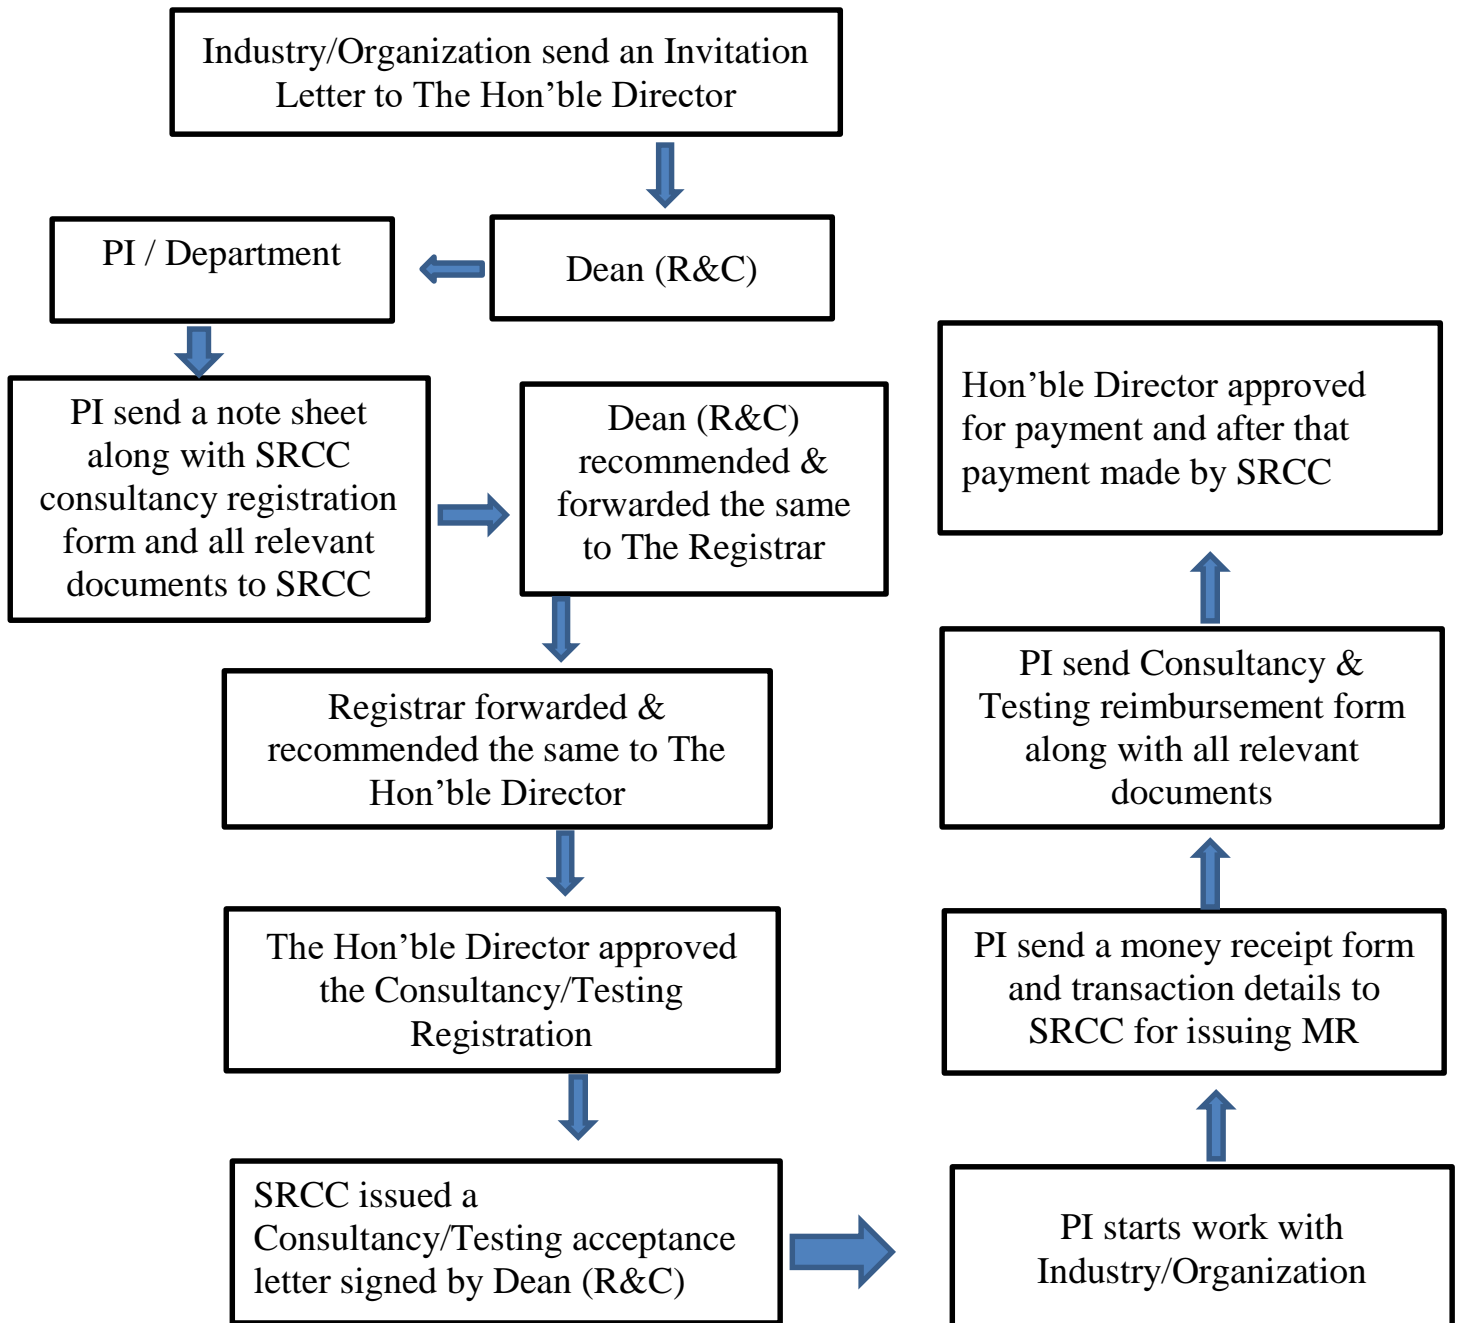 Industry/Organization send an Invitation
Letter to The Hon’ble Director
Dean (R&C)
PI / Department
PI send a note sheet
along with SRCC
consultancy registration
form and all relevant
documents to SRCC
Dean (R&C)
recommended &
forwarded the same
to The Registrar
Registrar forwarded &
recommended the same to The
Hon’ble Director
The Hon’ble Director approved
the Consultancy/Testing
Registration
SRCC issued a
Consultancy/Testing acceptance
letter signed by Dean (R&C)
PI starts work with
Industry/Organization
PI send a money receipt form
and transaction details to
SRCC for issuing MR
PI send Consultancy &
Testing reimbursement form
along with all relevant
documents
Hon’ble Director approved
for payment and after that
payment made by SRCC